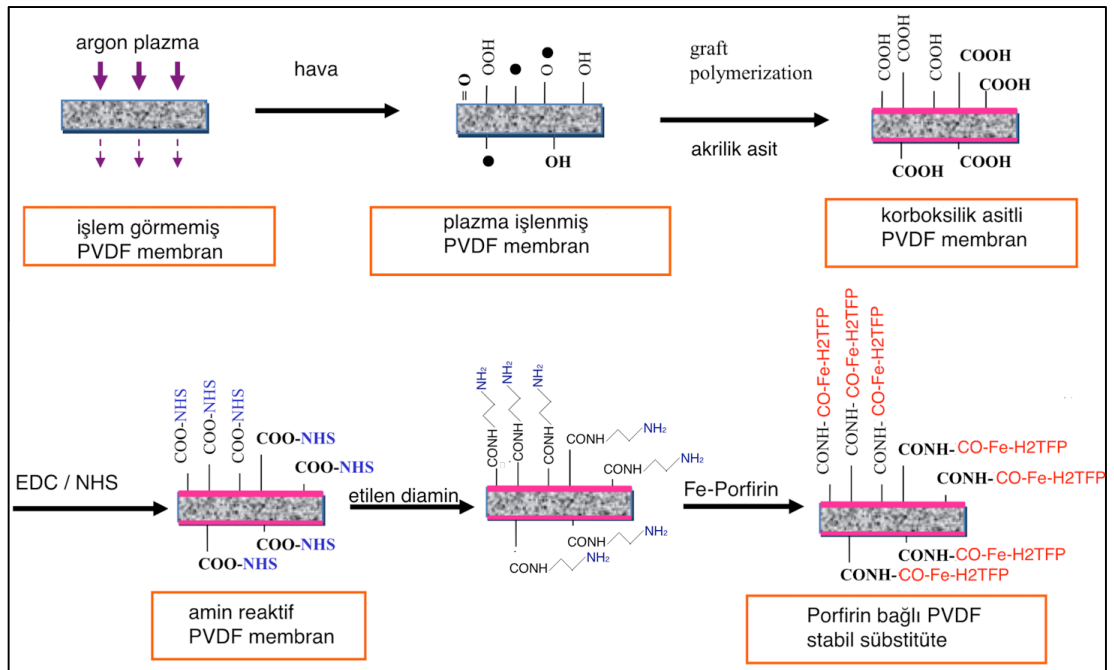 argon plazma
hava
= O
OOH
●
O●
OH
●
OH
graft
polymerization
akrilik asit
COOH
COOH
COOH
COOH
COOH
COOH
COOH
işlem görmemiş
PVDF membran
plazma işlenmiş
PVDF membran
korboksilik asitli
PVDF membran
EDC / NHS
COO-NHS
COO-NHS
COO-NHS
COO-NHS
COO-NHS
COO-NHS
COO-NHS
etilen diamin
CONH NH₂
CONH NH₂
CONH NH₂
CONH NH₂
CONH NH₂
CONH NH₂
CONH NH₂
Fe-Porfirin
CONH- CO-Fe-H2TFP
CONH- CO-Fe-H2TFP
CONH- CO-Fe-H2TFP
CONH-CO-Fe-H2TFP
CONH-CO-Fe-H2TFP
CONH-CO-Fe-H2TFP
CONH-CO-Fe-H2TFP
amin reaktif
PVDF membran
Porfirin bağlı PVDF
stabil sübstitüte